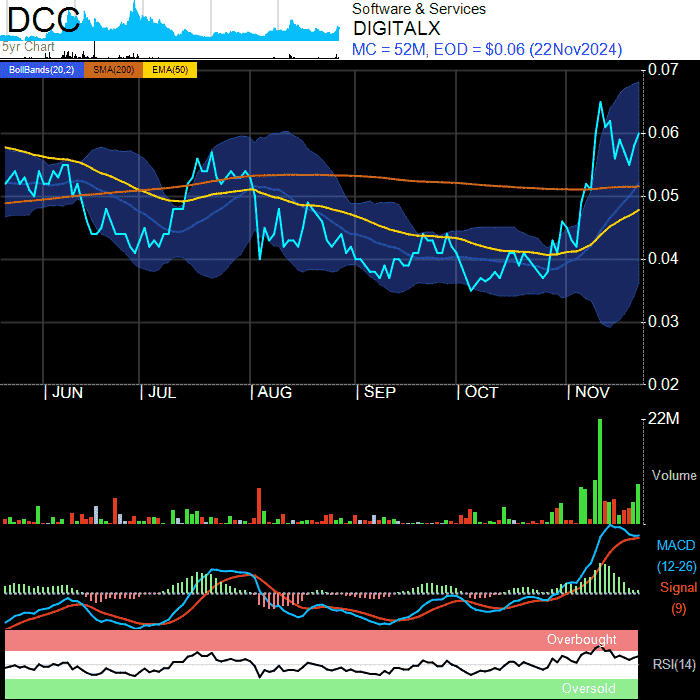 DCC
Software & Services
DIGITALX
5yr Chart
MC = 52M, EOD = $0.06 (22Nov2024)
BollBands(20,2) SMA(200) EMA(50)
0.07
0.06
0.05
0.04
0.03
0.02
JUN JUL AUG SEP OCT NOV
22M
Volume
MACD
(12-26)
Signal
(9)
Overbought
RSI(14)
Oversold